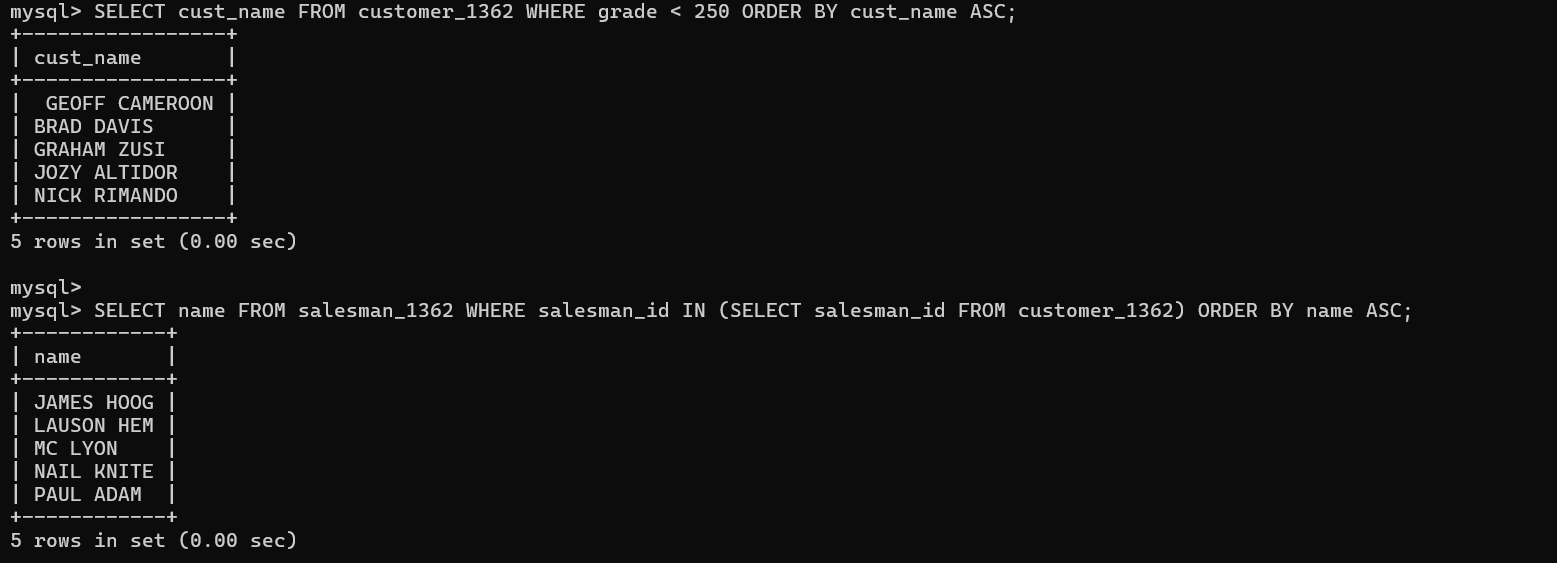 mysql> SELECT cust_name FROM customer_1362 WHERE grade < 250 ORDER BY cust_name ASC;
+-----------------+
| cust_name       |
+-----------------+
|  GEOFF CAMEROON |
| BRAD DAVIS      |
| GRAHAM ZUSI     |
| JOZY ALTIDOR    |
| NICK RIMANDO    |
+-----------------+
5 rows in set (0.00 sec)

mysql>
mysql> SELECT name FROM salesman_1362 WHERE salesman_id IN (SELECT salesman_id FROM customer_1362) ORDER BY name ASC;
+------------+
| name       |
+------------+
| JAMES HOOG |
| LAUSON HEM |
| MC LYON    |
| NAIL KNITE |
| PAUL ADAM  |
+------------+
5 rows in set (0.00 sec)